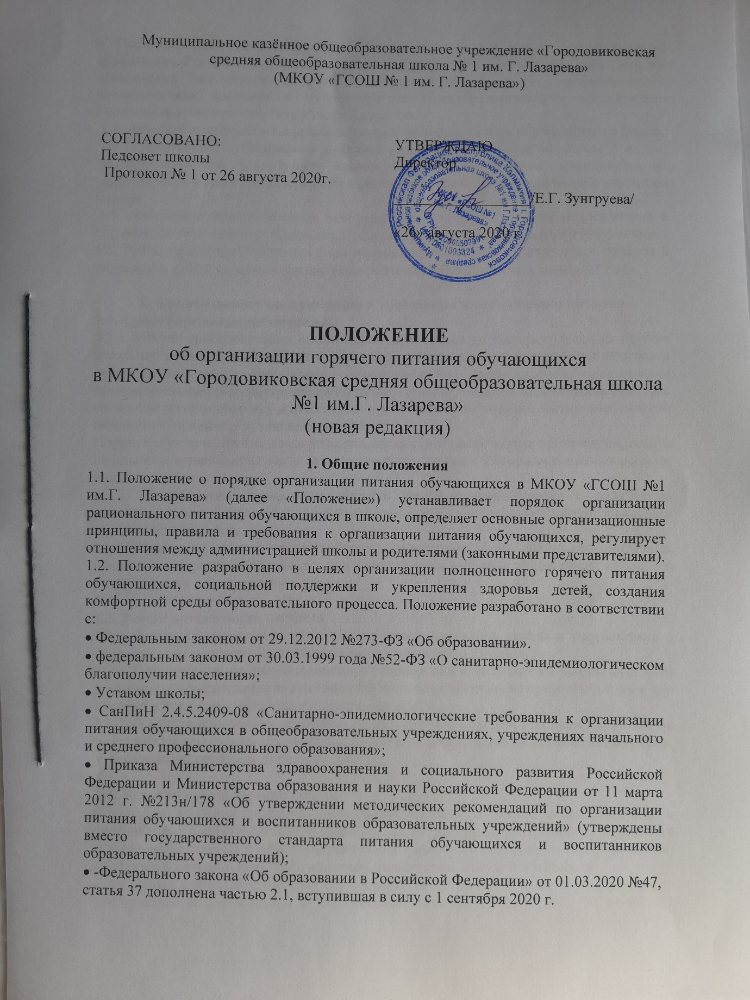 Муниципальное казённое общеобразовательное учреждение «Городовиковская
средняя общеобразовательная школа № 1 им. Г. Лазарева»
(МКОУ «ГСОШ № 1 им. Г. Лазарева»)
СОГЛАСОВАНО:
Педсовет школы
Протокол № 1 от 26 августа 2020г.
УТВЕРЖДАЮ
Директор
/Е.Г. Зунгруева/
«26» августа 2020 г.
Российская Федерация. Республика Калмыкия г. Городовиковск
МКОУ «ГСОШ №1
им. Г. Лазарева»
ПОЛОЖЕНИЕ
об организации горячего питания обучающихся
в МКОУ «Городовиковская средняя общеобразовательная школа
№1 им.Г. Лазарева»
(новая редакция)
1. Общие положения
1.1. Положение о порядке организации питания обучающихся в МКОУ «ГСОШ №1
им.Г. Лазарева» (далее «Положение») устанавливает порядок организации
рационального питания обучающихся в школе, определяет основные организационные
принципы, правила и требования к организации питания обучающихся, регулирует
отношения между администрацией школы и родителями (законными представителями).
1.2. Положение разработано в целях организации полноценного горячего питания
обучающихся, социальной поддержки и укрепления здоровья детей, создания
комфортной среды образовательного процесса. Положение разработано в соответствии
с:
• Федеральным законом от 29.12.2012 №273-ФЗ «Об образовании».
• федеральным законом от 30.03.1999 года №52-ФЗ «О санитарно-эпидемиологическом
благополучии населения»;
• Уставом школы;
• СанПиН 2.4.5.2409-08 «Санитарно-эпидемиологические требования к организации
питания обучающихся в общеобразовательных учреждениях, учреждениях начального
и среднего профессионального образования»;
• Приказа Министерства здравоохранения и социального развития Российской
Федерации и Министерства образования и науки Российской Федерации от 11 марта
2012 г. №213н/178 «Об утверждении методических рекомендаций по организации
питания обучающихся и воспитанников образовательных учреждений» (утверждены
вместо государственного стандарта питания обучающихся и воспитанников
образовательных учреждений);
• -Федерального закона «Об образовании в Российской Федерации» от 01.03.2020 №47,
статья 37 дополнена частью 2.1, вступившая в силу с 1 сентября 2020 г.